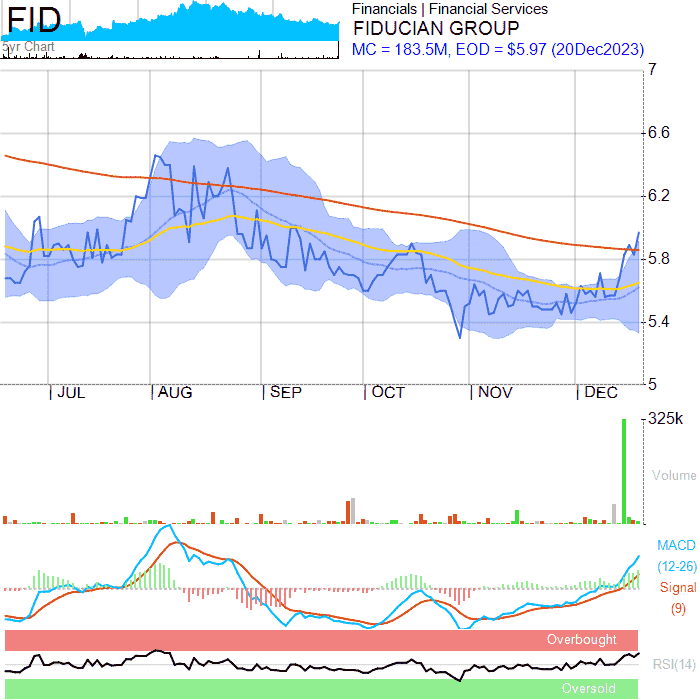 FID
5yr Chart
Financials | Financial Services
FIDUCIAN GROUP
MC = 183.5M, EOD = $5.97 (20Dec2023)
7
6.6
6.2
5.8
5.4
5
JUL
AUG
SEP
OCT
NOV
DEC
325k
Volume
MACD
(12-26)
Signal
(9)
Overbought
RSI(14)
Oversold